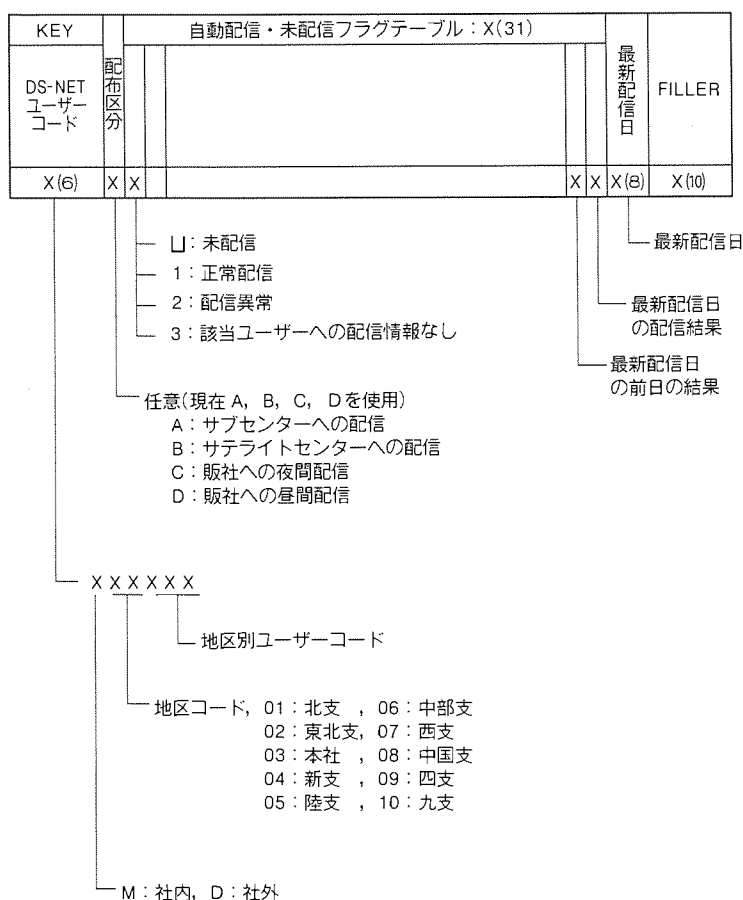 KEY
自動配信・未配信フラグテーブル：X(31)
DS-NET
ユーザー
コード
配布区分
最新配信日
FILLER
X(6) X X X X X(8) X(10)
凵：未配信
1：正常配信
2：配信異常
3：該当ユーザーへの配信情報なし
最新配信日
最新配信日
の配信結果
最新配信日
の前日の結果
任意(現在 A, B, C, Dを使用)
A：サブセンターへの配信
B：サテライトセンターへの配信
C：販社への夜間配信
D：販社への昼間配信
X X X X X X
地区別ユーザーコード
地区コード, 01：北支 , 06：中部支
02：東北支, 07：西支
03：本社 , 08：中国支
04：新支 , 09：四支
05：陸支 , 10：九支
M：社内, D：社外